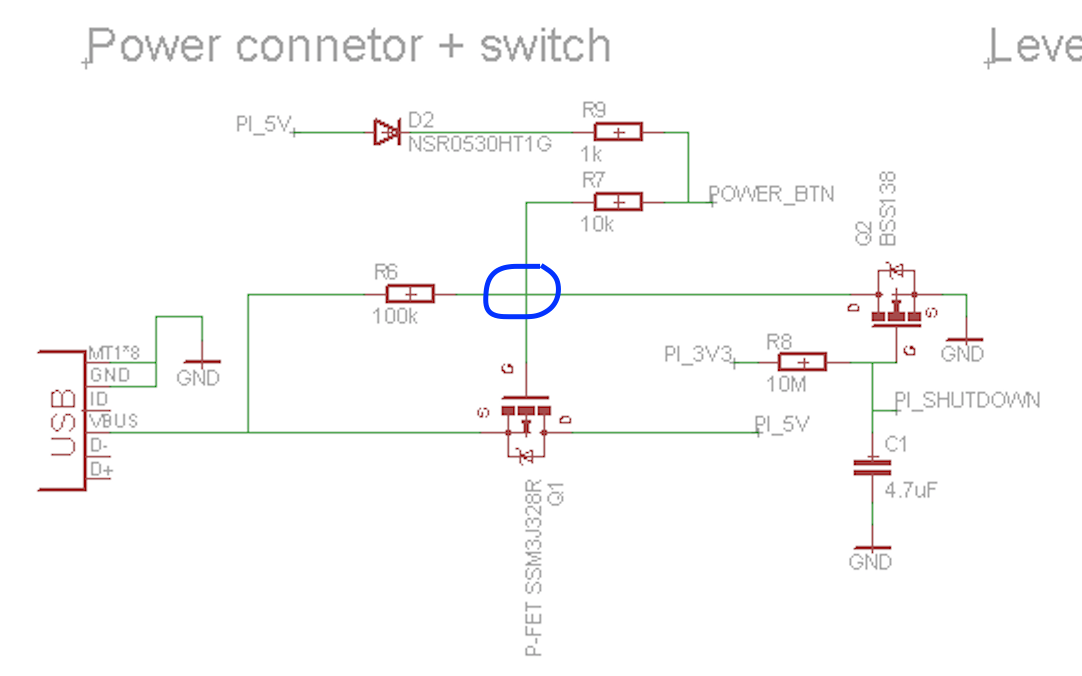 Power connetor + switch
Leve
PI_5V
D2
NSR0530HT1G
R9
1k
R7
10k
POWER_BTN
Q2
BSS138
R6
100k
D
S
G
GND
MT1*8
GND
ID
VBUS
D-
D+
USB
GND
G
S
D
PI_5V
PI_3V3
R8
10M
PI_SHUTDOWN
C1
4.7uF
GND
P-FET SSM3J328R
Q1